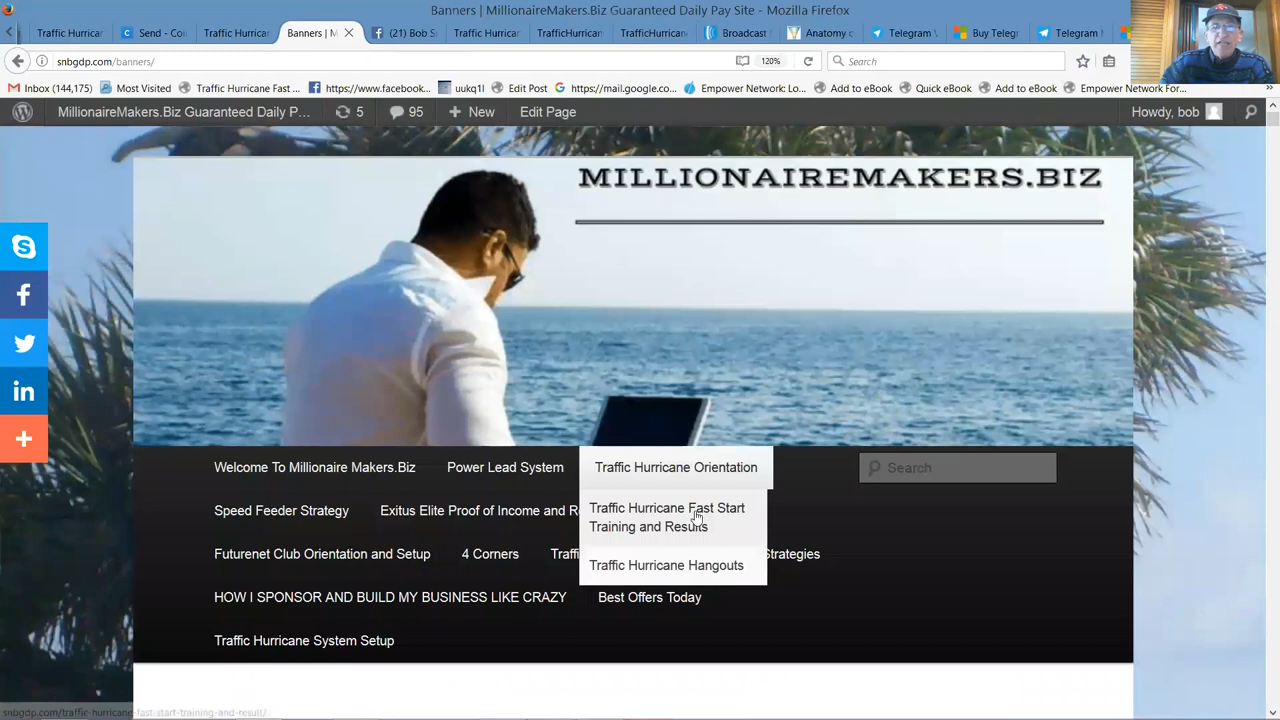 Banners | MillionaireMakers.Biz Guaranteed Daily Pay Site - Mozilla Firefox
Traffic Hurricar
Send - Coi
Traffic Hurricar
Banners | M
(21) Bob S
Traffic Hurricar
TrafficHurrican
TrafficHurrican
Broadcast
Anatomy o
Telegram
Buy Telegr
Telegram
snbgdp.com/banners/
120%
Search
Inbox (144,175)
Most Visited
Traffic Hurricane Fast ...
https://www.facebook...
Edit Post
https://mail.google.co...
Empower Network: Lo...
Add to eBook
Quick eBook
Add to eBook
Empower Network For...
MillionaireMakers.Biz Guaranteed Daily P...
5
95
New
Edit Page
Howdy, bob
MILLIONAIREMAKERS.BIZ
Welcome To Millionaire Makers.Biz
Power Lead System
Traffic Hurricane Orientation
Search
Speed Feeder Strategy
Exitus Elite Proof of Income and
Traffic Hurricane Fast Start
Training and Results
Futurenet Club Orientation and Setup
4 Corners
Strategies
Traffic Hurricane Hangouts
HOW I SPONSOR AND BUILD MY BUSINESS LIKE CRAZY
Best Offers Today
Traffic Hurricane System Setup
snbgdp.com/traffic-hurricane-fast-start-training-and-result/